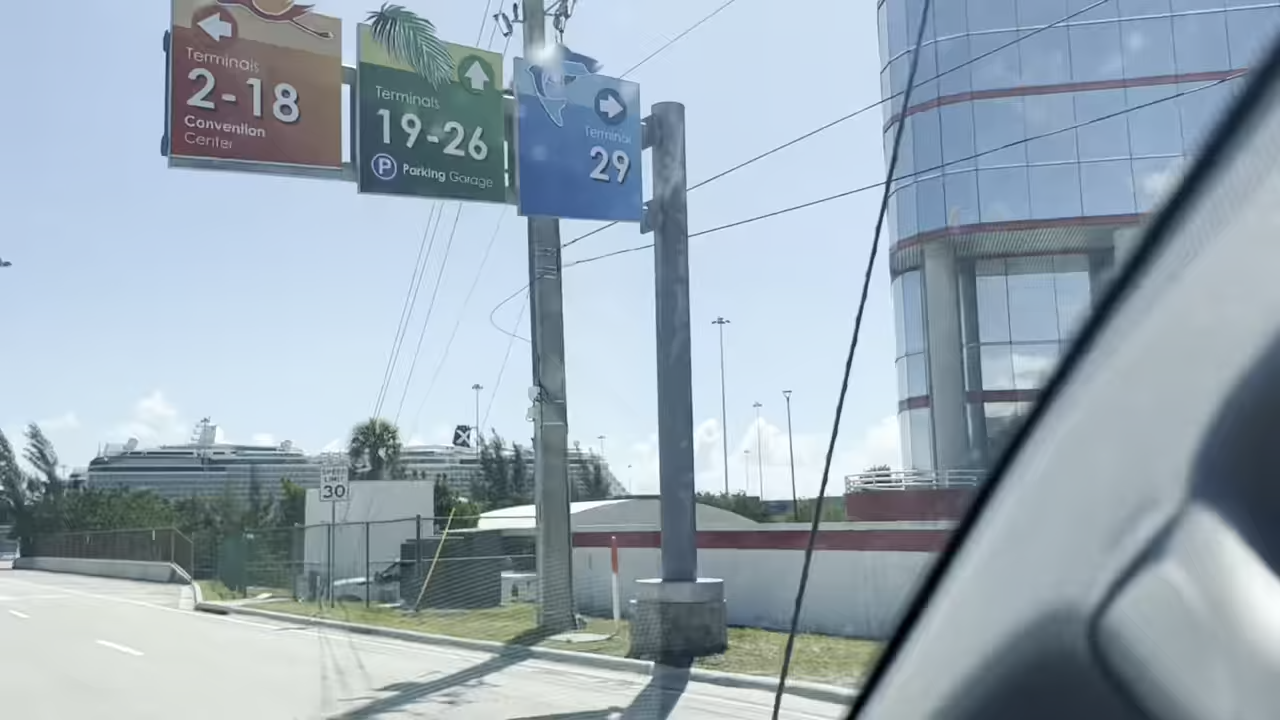 Terminals
2-18
Convention
Center
Terminals
19-26
P Parking Garage
Terminal
29
SPEED
LIMIT
30
X